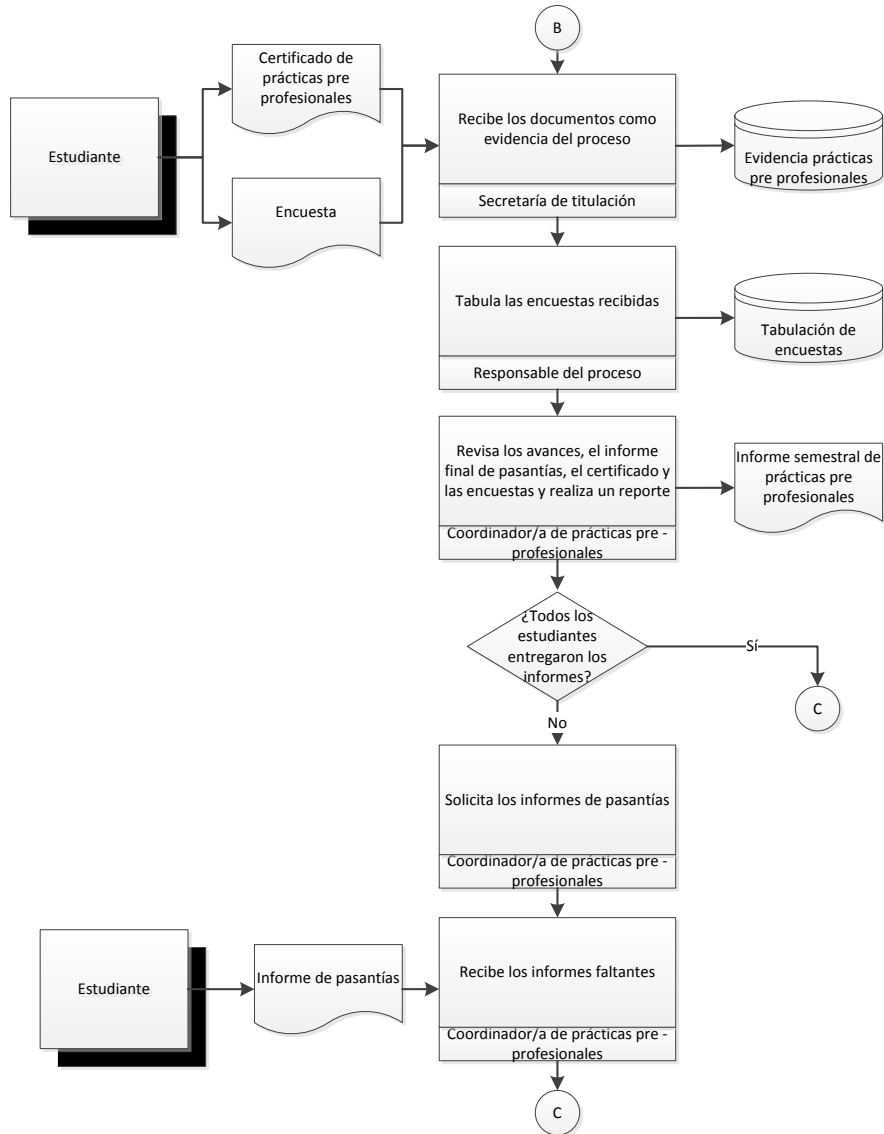 B
Certificado de
prácticas pre
profesionales
Estudiante
Encuesta
Recibe los documentos como
evidencia del proceso
Secretaría de titulación
Evidencia prácticas
pre profesionales
Tabula las encuestas recibidas
Responsable del proceso
Tabulación de
encuestas
Revisa los avances, el informe
final de pasantías, el certificado y
las encuestas y realiza un reporte
Coordinador/a de prácticas pre -
profesionales
Informe semestral de
prácticas pre
profesionales
¿Todos los
estudiantes
entregaron los
informes?
Sí
C
No
Solicita los informes de pasantías
Coordinador/a de prácticas pre -
profesionales
Estudiante
Informe de pasantías
Recibe los informes faltantes
Coordinador/a de prácticas pre -
profesionales
C